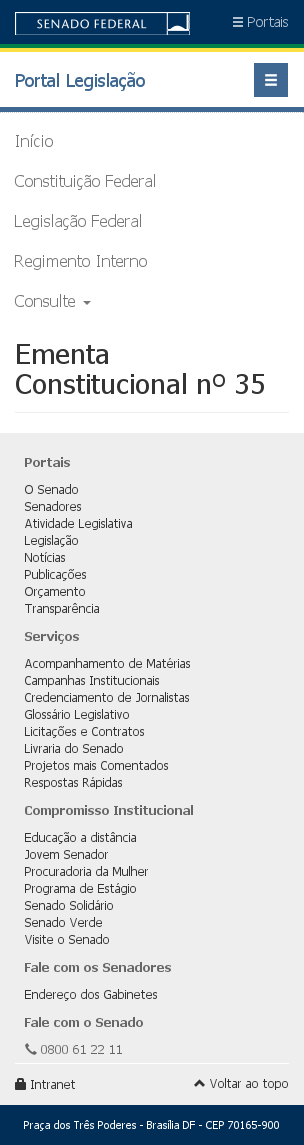 SENADO FEDERAL
Portais
Portal Legislação
Início
Constituição Federal
Legislação Federal
Regimento Interno
Consulte
Ementa
Constitucional nº 35
Portais
O Senado
Senadores
Atividade Legislativa
Legislação
Notícias
Publicações
Orçamento
Transparência
Serviços
Acompanhamento de Matérias
Campanhas Institucionais
Credenciamento de Jornalistas
Glossário Legislativo
Licitações e Contratos
Livraria do Senado
Projetos mais Comentados
Respostas Rápidas
Compromisso Institucional
Educação a distância
Jovem Senador
Procuradoria da Mulher
Programa de Estágio
Senado Solidário
Senado Verde
Visite o Senado
Fale com os Senadores
Endereço dos Gabinetes
Fale com o Senado
0800 61 22 11
Intranet Voltar ao topo
Praça dos Três Poderes - Brasília DF - CEP 70165-900